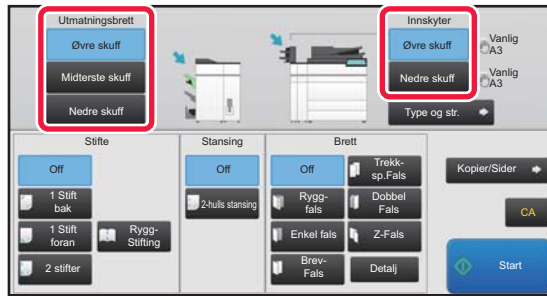 Utmatningsbrett
Øvre skuff
Midterste skuff
Nedre skuff
Innskyter
Øvre skuff
Vanlig
A3
Nedre skuff
Vanlig
A3
Type og str.
Stifte
Off
1 Stift
bak
1 Stift
foran
2 stifter
Rygg-
Stifting
Stansing
Off
2-hulls stansing
Brett
Off
Trekk-
sp.Fals
Rygg-
fals
Dobbel
Fals
Enkel fals
Z-Fals
Brev-
Fals
Detalj
Kopier/Sider
CA
Start